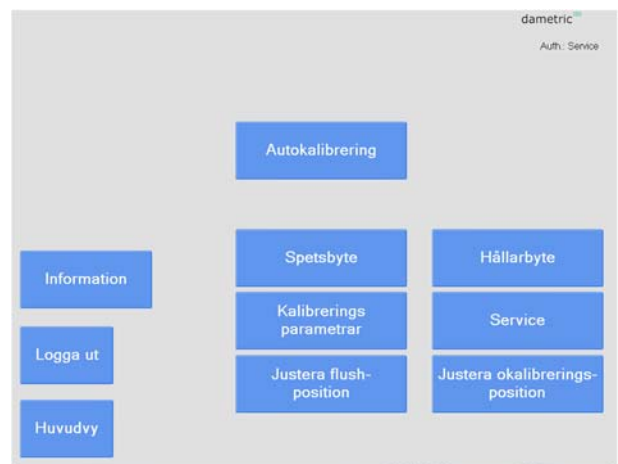 dametric
Auth.: Service
Autokalibrering
Spetsbyte
Hållarbyte
Information
Kalibrerings
parametrar
Service
Logga ut
Justera flush-
position
Justera okalibrerings-
position
Huvudvy